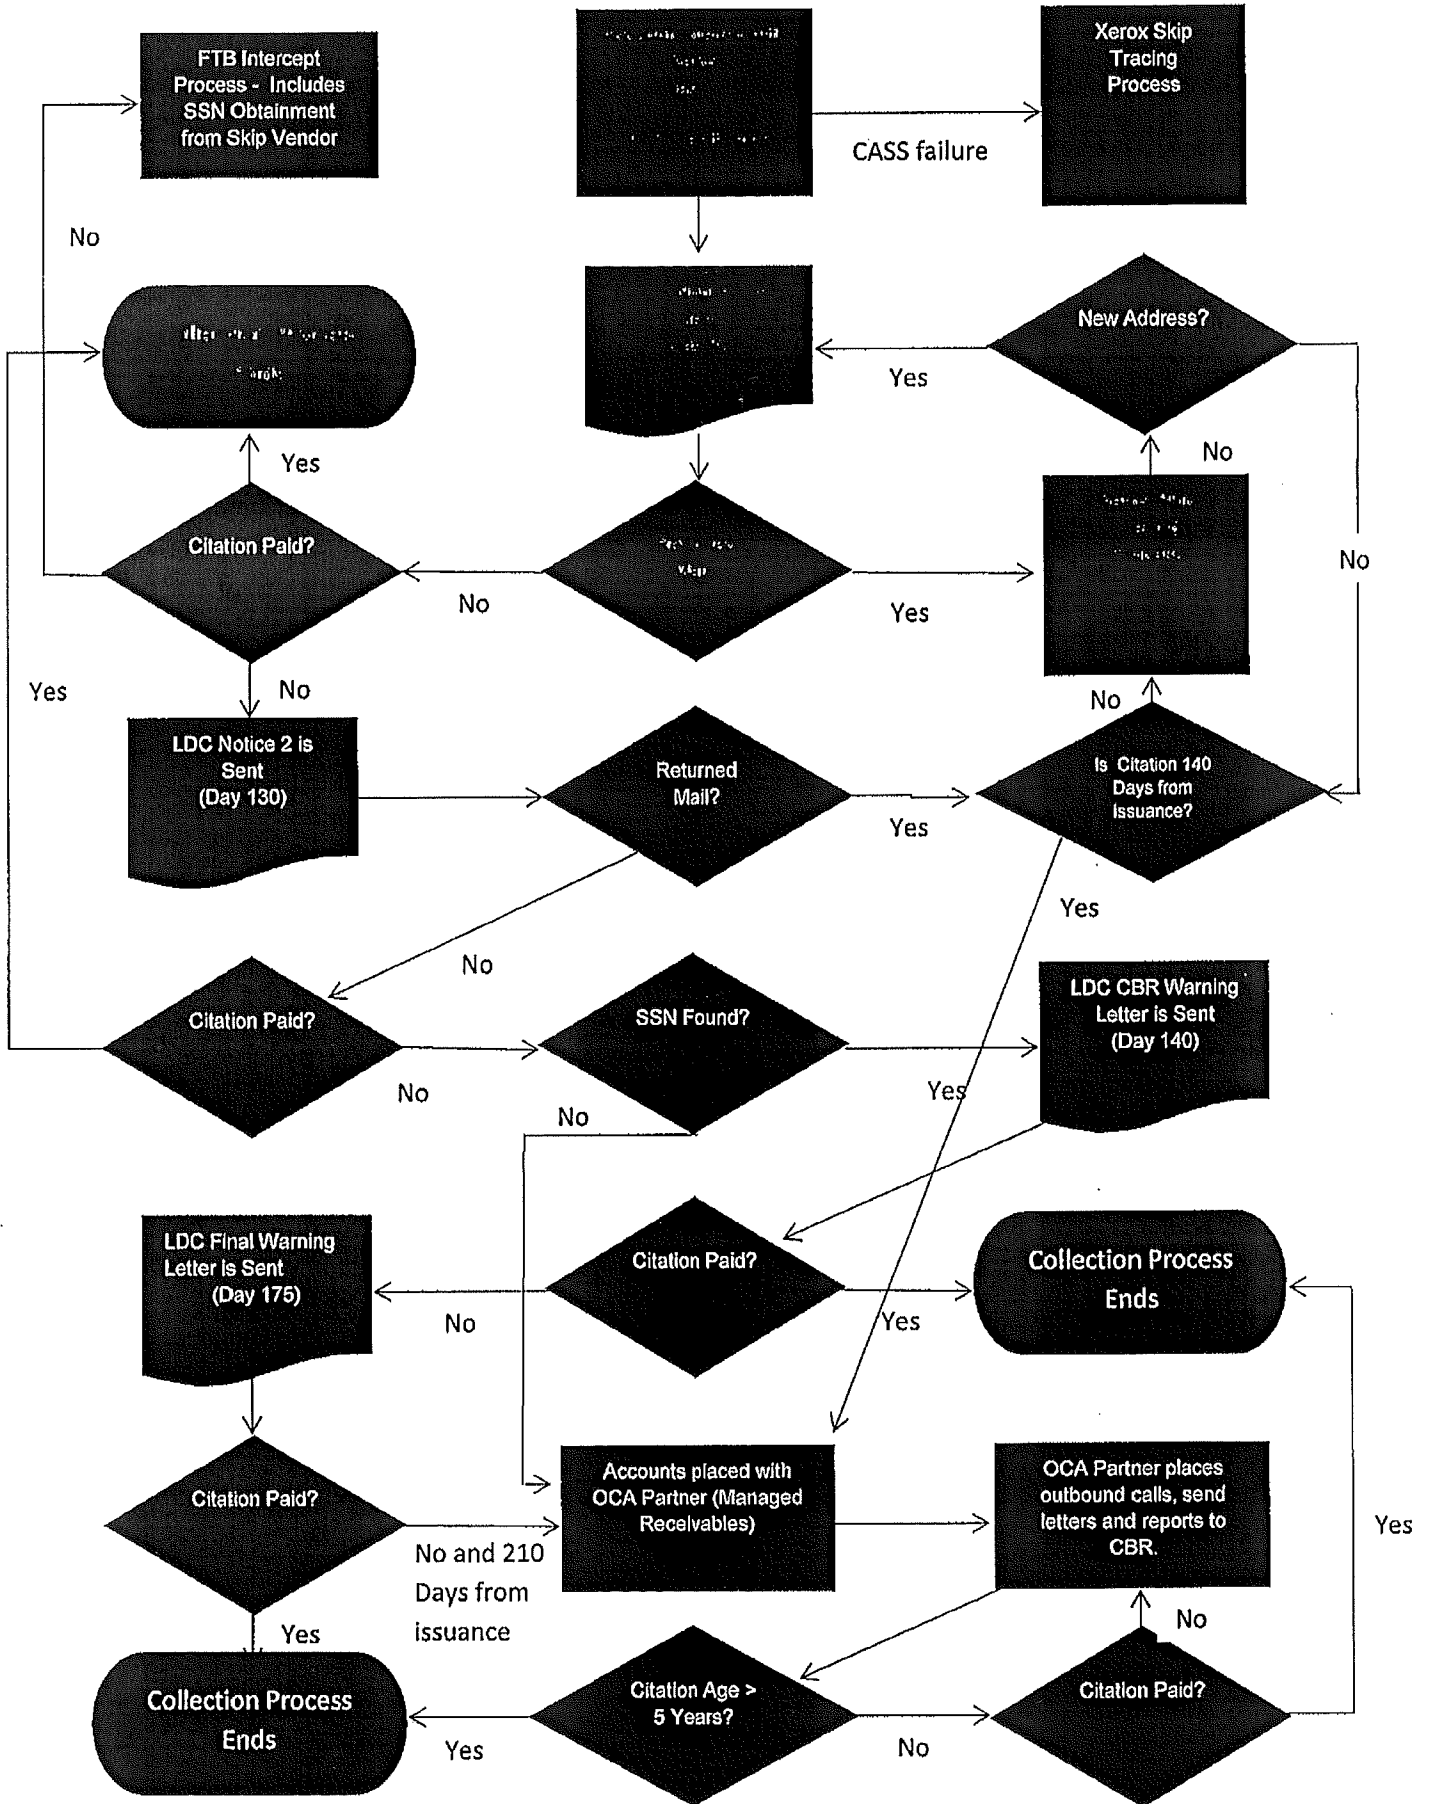 FTB Intercept
Process - Includes
SSN Obtainment
from Skip Vendor
Xerox Skip
Tracing
Process
CASS failure
No
New Address?
Yes
Yes
No
Citation Paid?
No
Yes
No
Yes
No
No
LDC Notice 2 is
Sent
(Day 130)
Returned
Mail?
Yes
Is Citation 140
Days from
Issuance?
Yes
No
Citation Paid?
No
SSN Found?
Yes
LDC CBR Warning
Letter is Sent
(Day 140)
No
LDC Final Warning
Letter is Sent
(Day 175)
No
Citation Paid?
Yes
Collection Process
Ends
Citation Paid?
No and 210
Days from
issuance
Accounts placed with
OCA Partner (Managed
Receivables)
OCA Partner places
outbound calls, send
letters and reports to
CBR.
Yes
Yes
No
Collection Process
Ends
Yes
Citation Age >
5 Years?
No
Citation Paid?